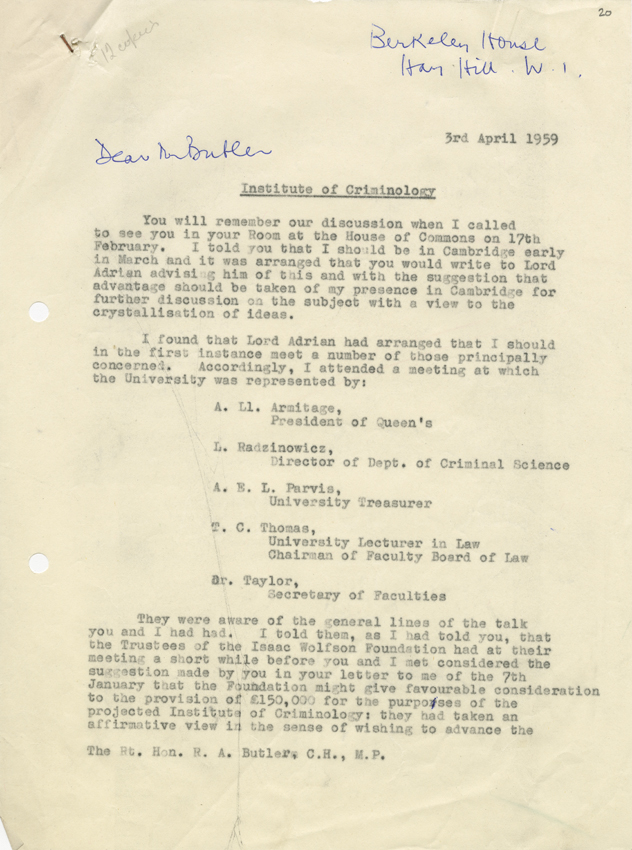 20
12 copies
Berkeley House
Hay Hill. W.1.
3rd April 1959
Dear Mr Butler
Institute of Criminology
You will remember our discussion when I called
to see you in your Room at the House of Commons on 17th
February. I told you that I should be in Cambridge early
in March and it was arranged that you would write to Lord
Adrian advising him of this and with the suggestion that
advantage should be taken of my presence in Cambridge for
further discussion on the subject with a view to the
crystallisation of ideas.
I found that Lord Adrian had arranged that I should
in the first instance meet a number of those principally
concerned. Accordingly, I attended a meeting at which
the University was represented by:
A. Ll. Armitage,
President of Queen's
L. Radzinowicz,
Director of Dept. of Criminal Science
A. E. L. Parvis,
University Treasurer
T. C. Thomas,
University Lecturer in Law
Chairman of Faculty Board of Law
Dr. Taylor,
Secretary of Faculties
They were aware of the general lines of the talk
you and I had had. I told them, as I had told you, that
the Trustees of the Isaac Wolfson Foundation had at their
meeting a short while before you and I met considered the
suggestion made by you in your letter to me of the 7th
January that the Foundation might give favourable consideration
to the provision of £150,000 for the purposes of the
projected Institute of Criminology: they had taken an
affirmative view in the sense of wishing to advance the
The Rt. Hon. R. A. Butler, C.H., M.P.